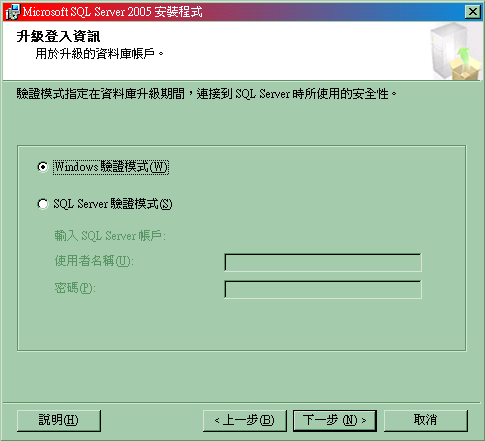 Microsoft SQL Server 2005 安裝程式
升級登入資訊
用於升級的資料庫帳戶。
驗證模式指定在資料庫升級期間，連接到 SQL Server 時所使用的安全性。
Windows 驗證模式(W)
SQL Server 驗證模式(S)
輸入 SQL Server 帳戶:
使用者名稱(U):
密碼(P):
說明(H) < 上一步(B) 下一步 (N) > 取消